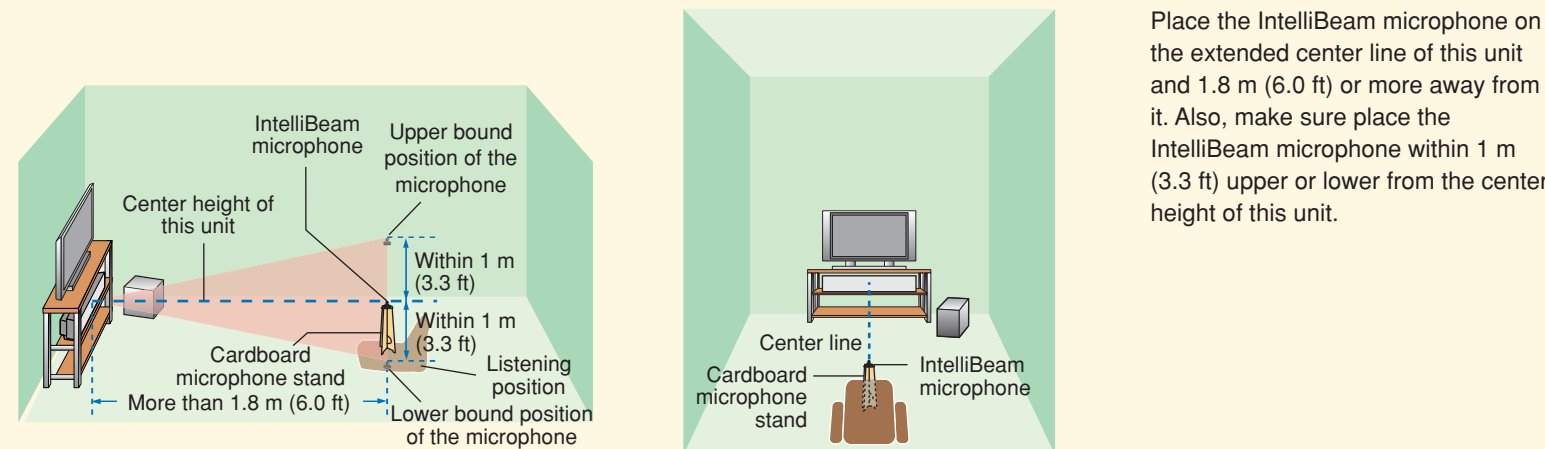 IntelliBeam
microphone
Upper bound
position of the
microphone
Center height of
this unit
Within 1 m
(3.3 ft)
Within 1 m
(3.3 ft)
Cardboard
microphone stand
Listening
position
More than 1.8 m (6.0 ft)
Lower bound position
of the microphone
Center line
Cardboard
microphone
stand
IntelliBeam
microphone
Place the IntelliBeam microphone on
the extended center line of this unit
and 1.8 m (6.0 ft) or more away from
it. Also, make sure place the
IntelliBeam microphone within 1 m
(3.3 ft) upper or lower from the center
height of this unit.